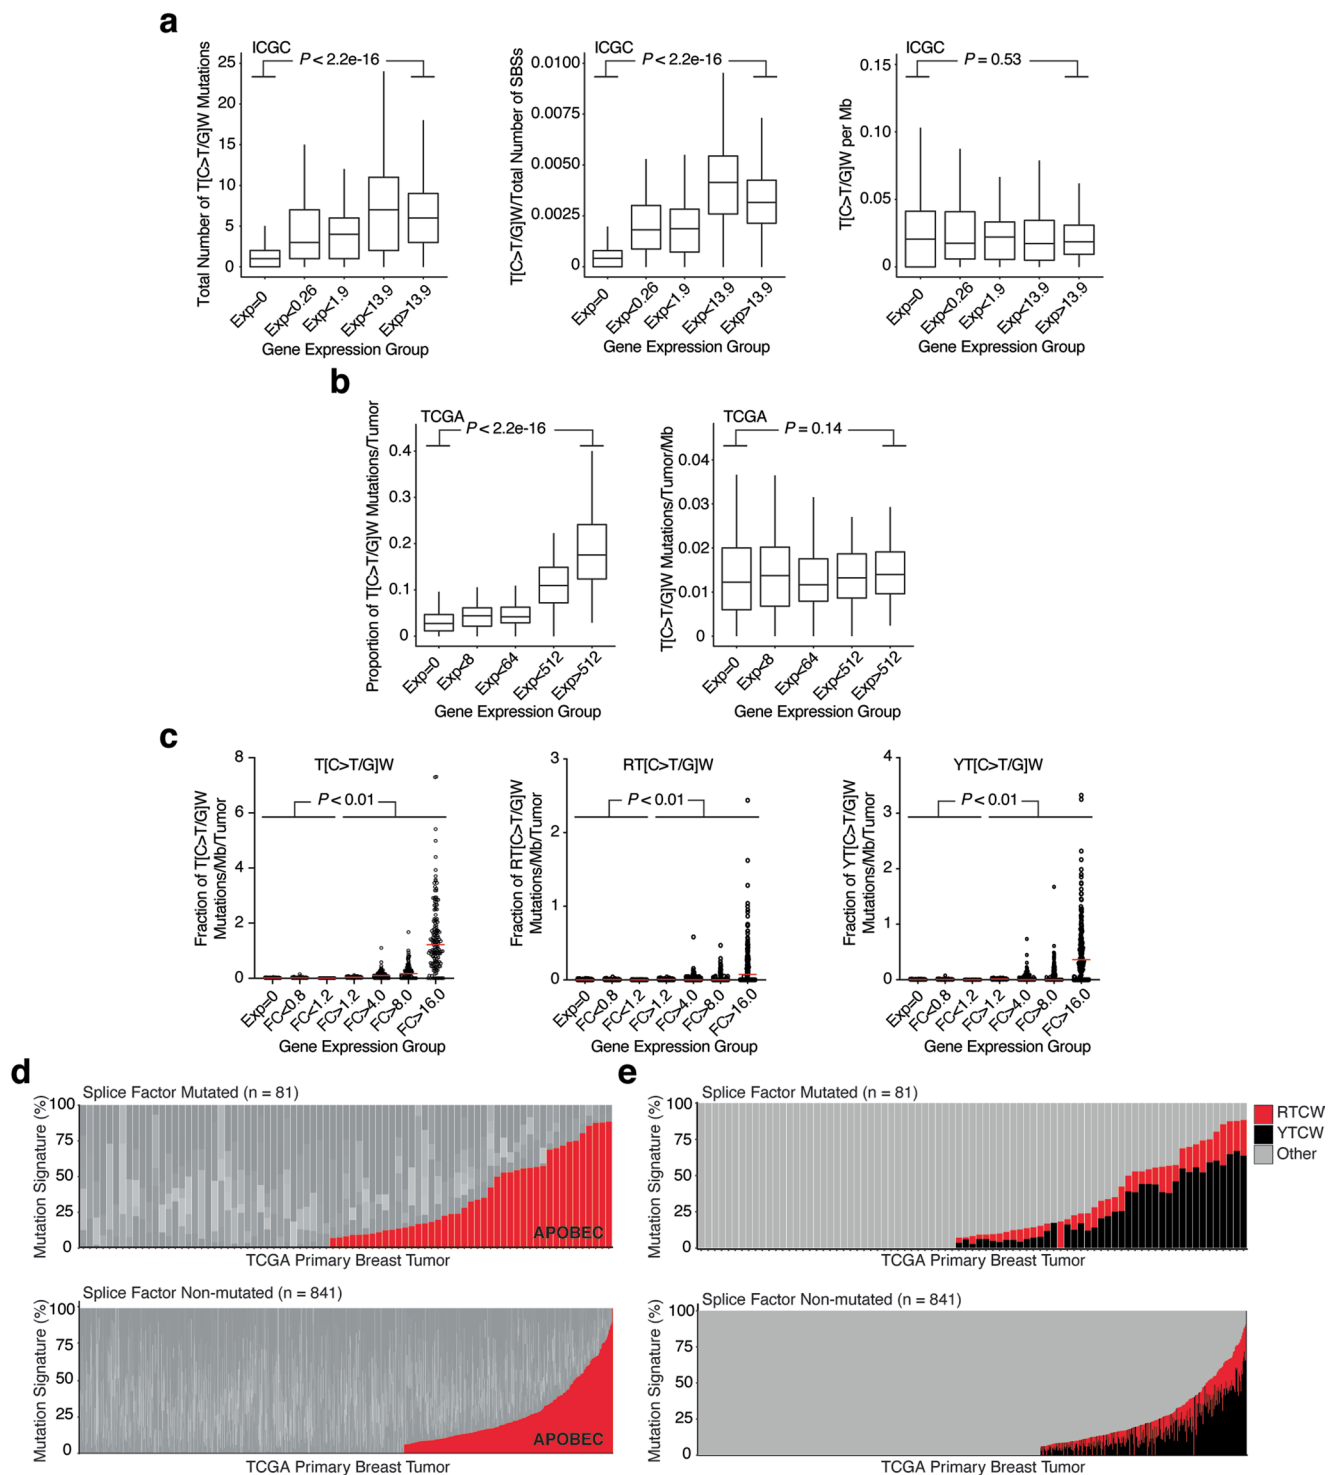 a
ICGC
P < 2.2e-16
Total Number of T[C>T/G]W Mutations
25
20
15
10
5
0
Exp=0
Exp<0.26
Exp<1.9
Exp<13.9
Exp>13.9
Gene Expression Group
ICGC
P < 2.2e-16
T[C>T/G]W/Total Number of SBSs
0.0100
0.0075
0.0050
0.0025
0
Exp=0
Exp<0.26
Exp<1.9
Exp<13.9
Exp>13.9
Gene Expression Group
ICGC
P = 0.53
T[C>T/G]W per Mb
0.15
0.10
0.05
0
Exp=0
Exp<0.26
Exp<1.9
Exp<13.9
Exp>13.9
Gene Expression Group
b
TCGA
P < 2.2e-16
Proportion of T[C>T/G]W Mutations/Tumor
0.4
0.3
0.2
0.1
0
Exp=0
Exp<8
Exp<64
Exp<512
Exp>512
Gene Expression Group
TCGA
P = 0.14
T[C>T/G]W Mutations/Tumor/Mb
0.04
0.03
0.02
0.01
0
Exp=0
Exp<8
Exp<64
Exp<512
Exp>512
Gene Expression Group
c
T[C>T/G]W
P < 0.01
Fraction of T[C>T/G]W
Mutations/Mb/Tumor
8
6
4
2
0
Exp=0
FC<0.8
FC<1.2
FC>1.2
FC>4.0
FC>8.0
FC>16.0
Gene Expression Group
RT[C>T/G]W
P < 0.01
Fraction of RT[C>T/G]W
Mutations/Mb/Tumor
3
2
1
0
Exp=0
FC<0.8
FC<1.2
FC>1.2
FC>4.0
FC>8.0
FC>16.0
Gene Expression Group
YT[C>T/G]W
P < 0.01
Fraction of YT[C>T/G]W
Mutations/Mb/Tumor
4
3
2
1
0
Exp=0
FC<0.8
FC<1.2
FC>1.2
FC>4.0
FC>8.0
FC>16.0
Gene Expression Group
d
Splice Factor Mutated (n = 81)
Mutation Signature (%)
100
75
50
25
0
APOBEC
TCGA Primary Breast Tumor
Splice Factor Non-mutated (n = 841)
Mutation Signature (%)
100
75
50
25
0
APOBEC
TCGA Primary Breast Tumor
e
Splice Factor Mutated (n = 81)
Mutation Signature (%)
100
75
50
25
0
TCGA Primary Breast Tumor
RTCW
YTCW
Other
Splice Factor Non-mutated (n = 841)
Mutation Signature (%)
100
75
50
25
0
TCGA Primary Breast Tumor